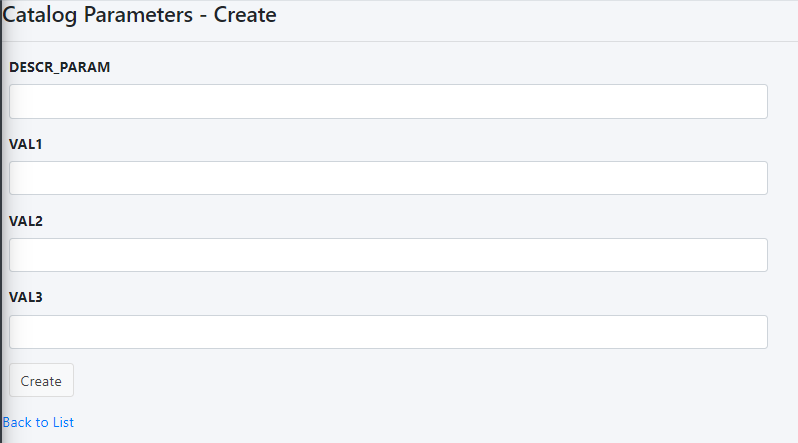 Catalog Parameters - Create
DESCR_PARAM
VAL1
VAL2
VAL3
Create
Back to List